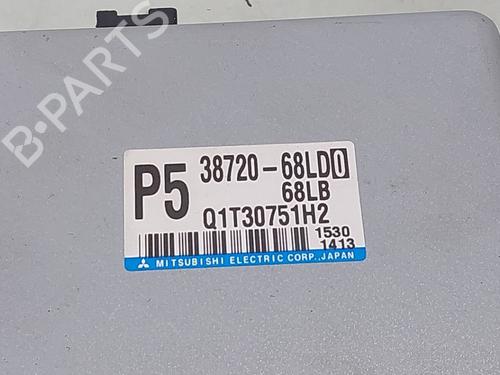 B-PARTS
P5 38720-68LD0
68LB
Q1T30751H2
1530
1413
MITSUBISHI ELECTRIC CORP., JAPAN